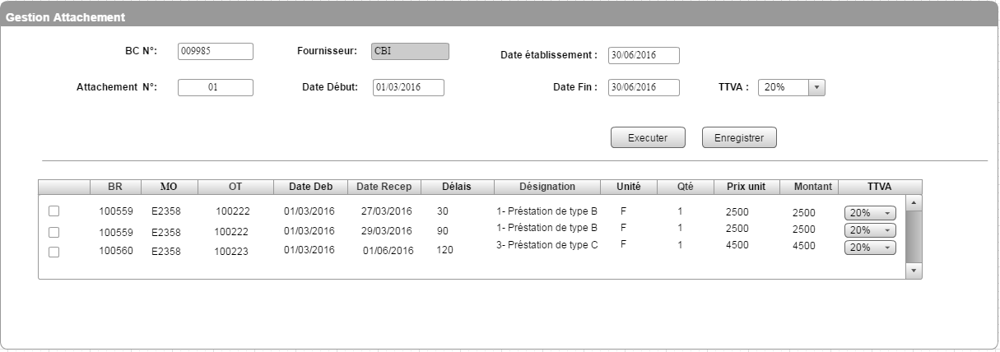 Gestion Attachement
BC N°: 009985 Fournisseur: CBI Date établissement : 30/06/2016
Attachement N°: 01 Date Début: 01/03/2016 Date Fin : 30/06/2016 TTVA : 20%
Executer Enregistrer
BR MO OT Date Deb Date Recep Délais Désignation Unité Qté Prix unit Montant TTVA
100559 E2358 100222 01/03/2016 27/03/2016 30 1- Préstation de type B F 1 2500 2500 20%
100559 E2358 100222 01/03/2016 29/03/2016 90 1- Préstation de type B F 1 2500 2500 20%
100560 E2358 100223 01/03/2016 01/06/2016 120 3- Préstation de type C F 1 4500 4500 20%